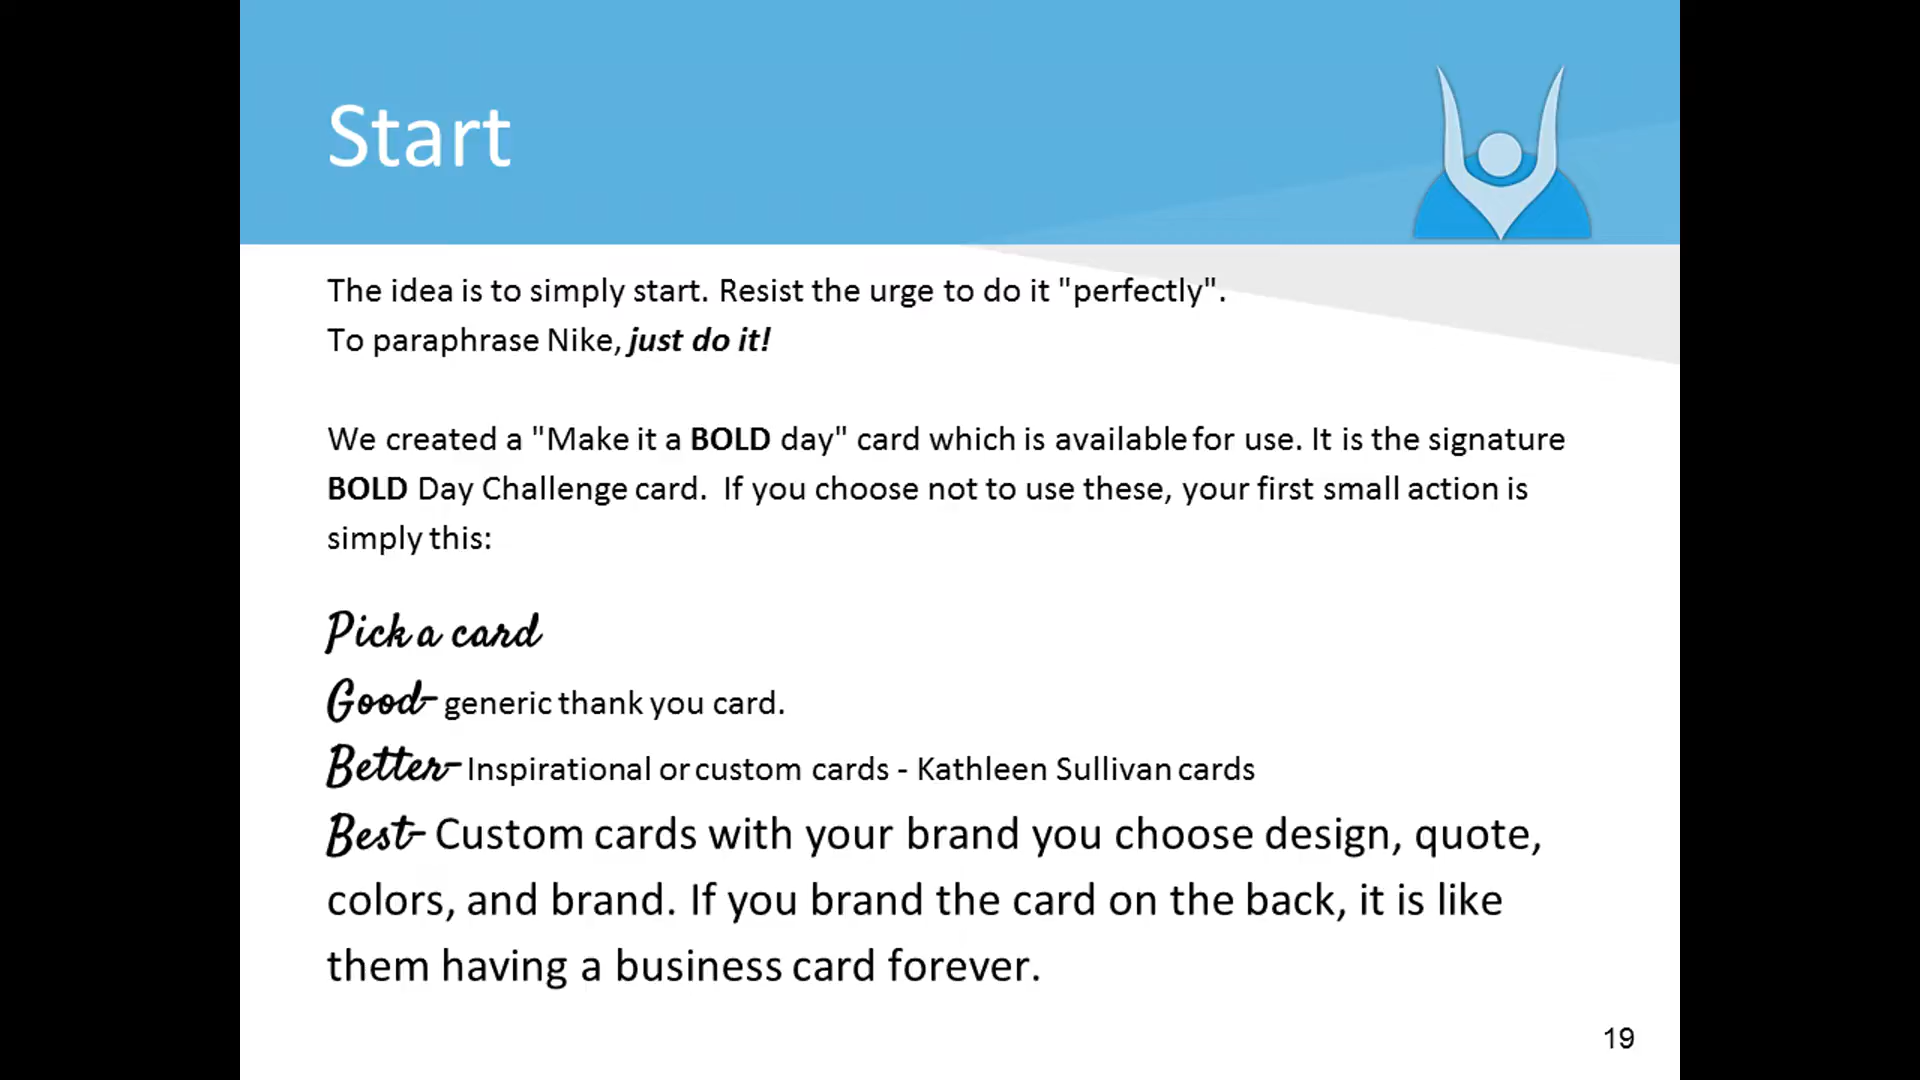 Start
The idea is to simply start. Resist the urge to do it "perfectly".
To paraphrase Nike, just do it!
We created a "Make it a BOLD day" card which is available for use. It is the signature
BOLD Day Challenge card.  If you choose not to use these, your first small action is
simply this:
Pick a card
Good- generic thank you card.
Better- Inspirational or custom cards - Kathleen Sullivan cards
Best- Custom cards with your brand you choose design, quote,
colors, and brand. If you brand the card on the back, it is like
them having a business card forever.
19